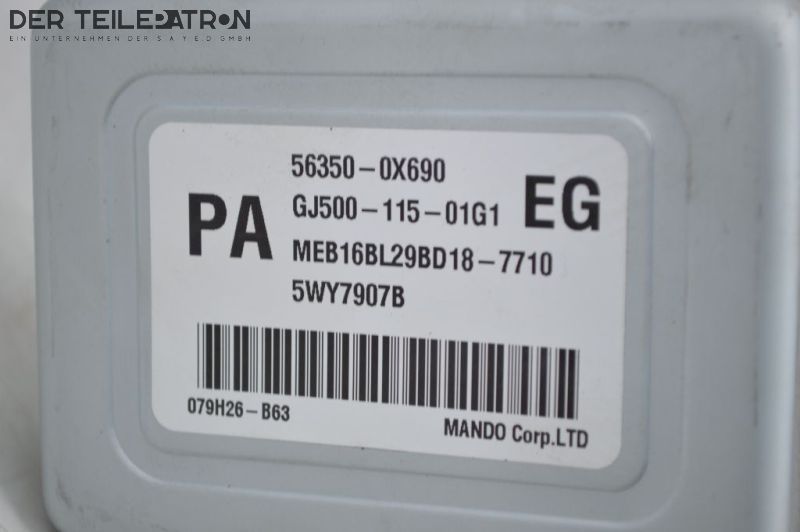 DER TEILEPATRON
EIN UNTERNEHMEN DER S A Y E.D GMBH
56350-0X690
PA GJ500-115-01G1 EG
MEB16BL29BD18-7710
5WY7907B
079H26-B63
MANDO Corp.LTD